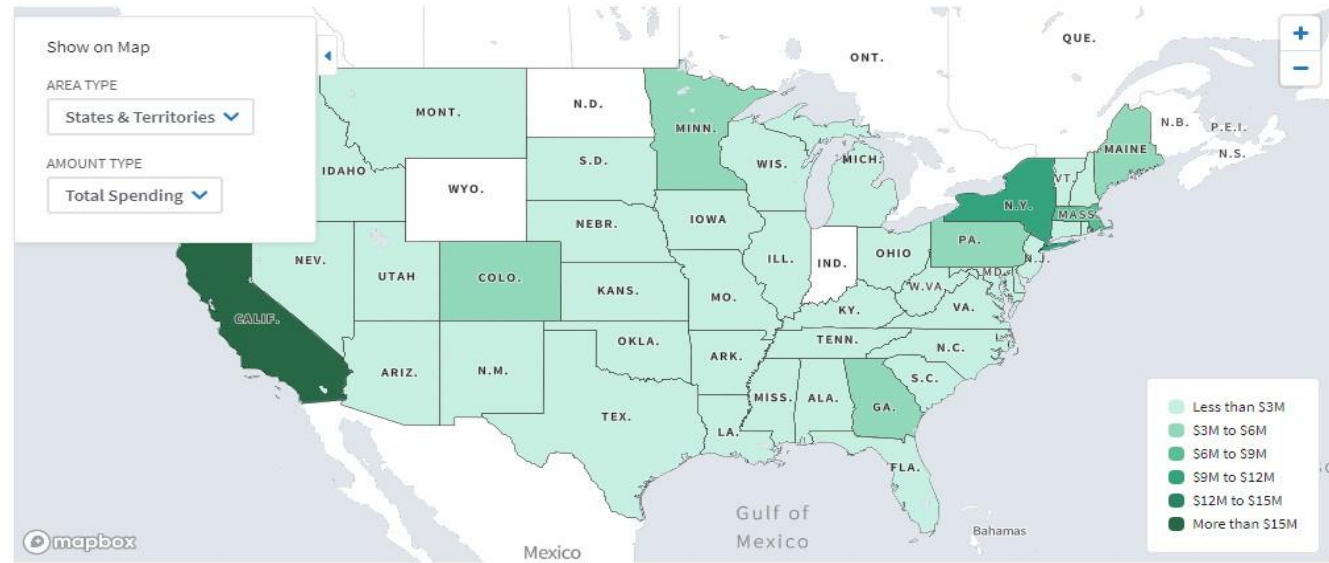 Show on Map
AREA TYPE
States & Territories
AMOUNT TYPE
Total Spending
+
−
QUE.
ONT.
N.B.
P.E.I.
N.S.
MONT.
N.D.
MINN.
MAINE
IDAHO
S.D.
WIS.
MICH.
VT.
WYO.
N.Y.
MASS
IOWA
NEBR.
PA.
NEV.
UTAH
COLO.
ILL.
IND.
OHIO
N.J.
MD.
W.VA
KANS.
MO.
VA.
CALIF.
KY.
OKLA.
TENN.
N.C.
ARIZ.
N.M.
ARK.
S.C.
MISS.
ALA.
GA.
TEX.
LA.
FLA.
Gulf of
Mexico
Bahamas
Mexico
Less than $3M
$3M to $6M
$6M to $9M
$9M to $12M
$12M to $15M
More than $15M
mapbox